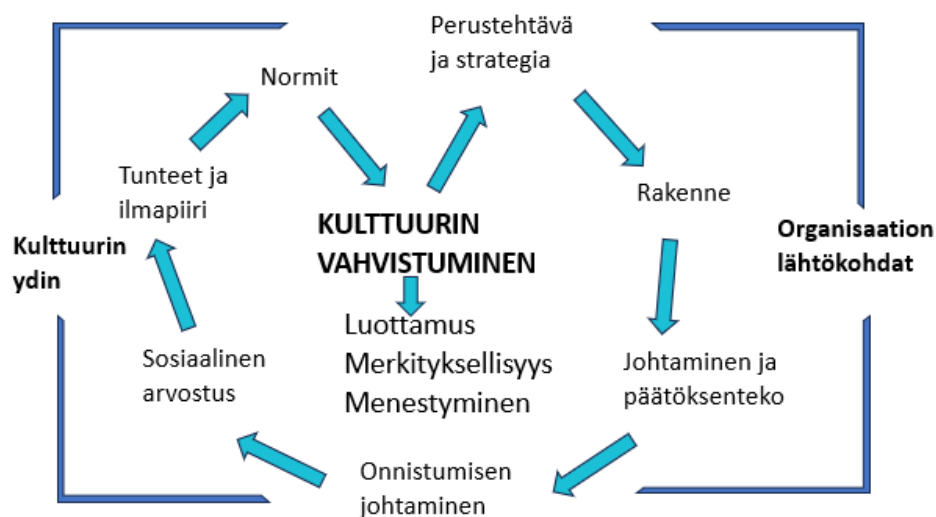 Perustehtävä
ja strategia
Normit
Rakenne
Tunteet ja
ilmapiiri
Kulttuurin
ydin
KULTTUURIN
VAHVISTUMINEN
Organisaation
lähtökohdat
Luottamus
Merkityksellisyys
Menestyminen
Sosiaalinen
arvostus
Johtaminen ja
päätöksenteko
Onnistumisen
johtaminen